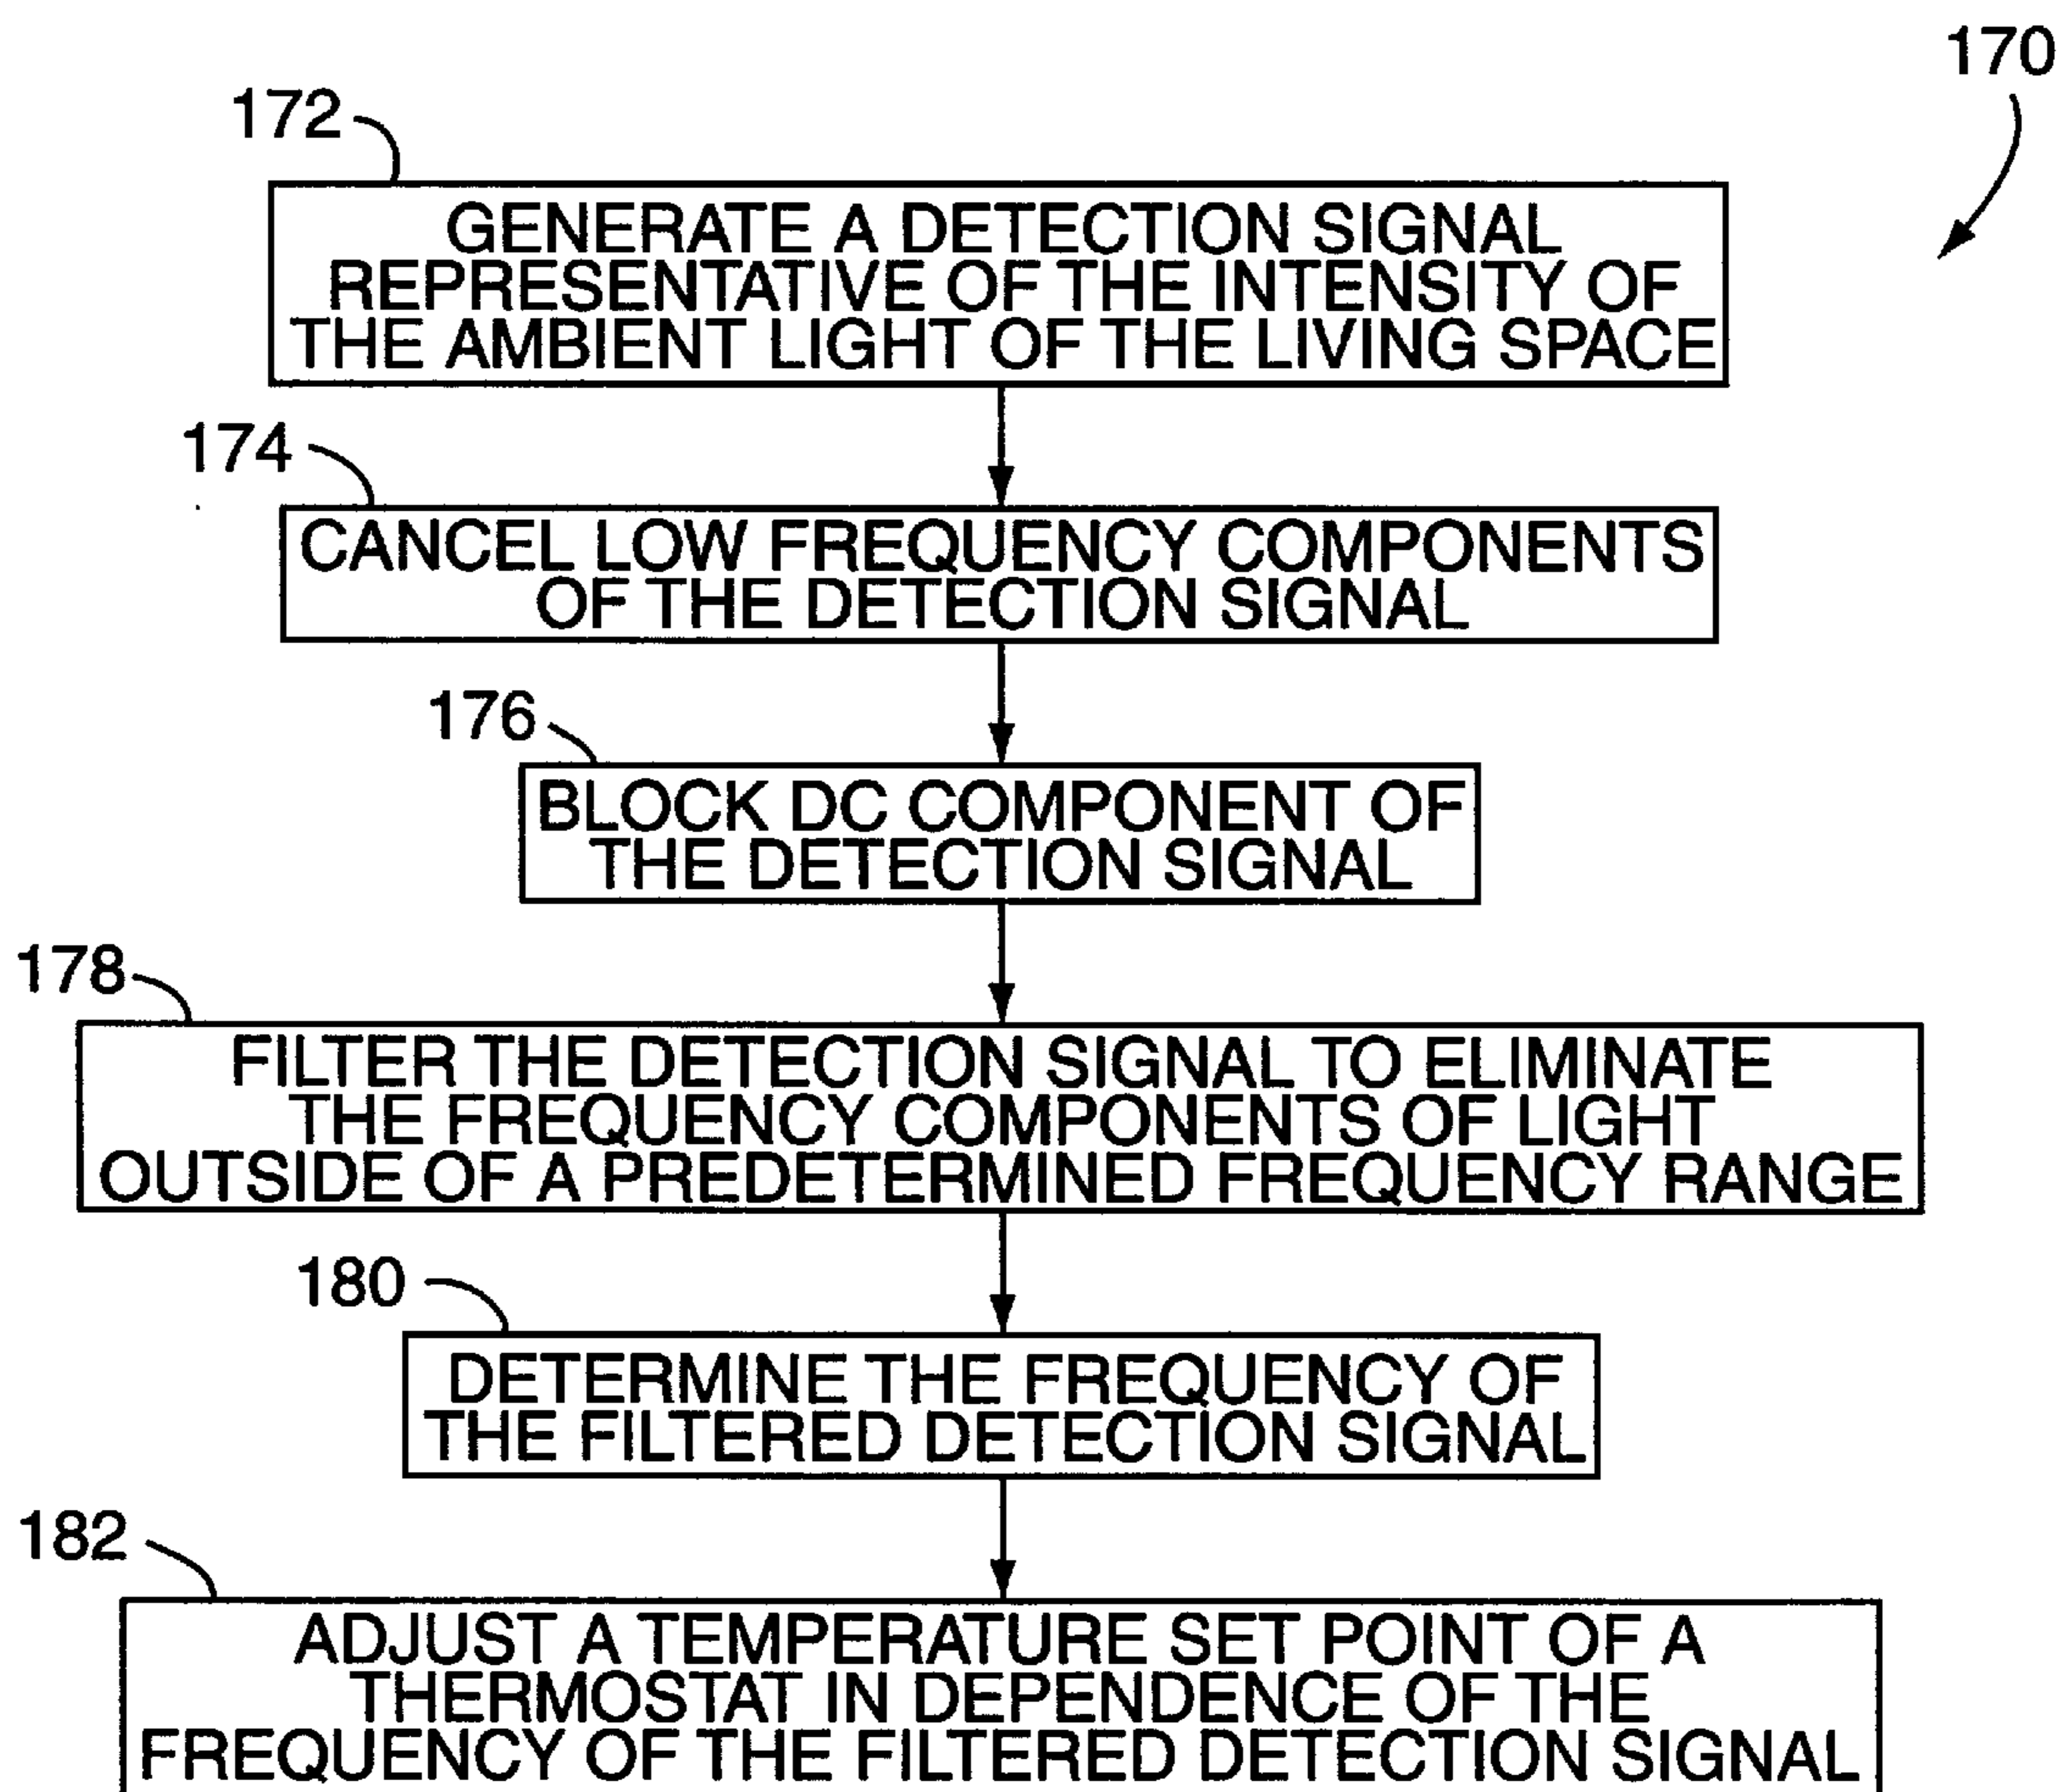 170
172
GENERATE A DETECTION SIGNAL
REPRESENTATIVE OF THE INTENSITY OF
THE AMBIENT LIGHT OF THE LIVING SPACE
174
CANCEL LOW FREQUENCY COMPONENTS
OF THE DETECTION SIGNAL
176
BLOCK DC COMPONENT OF
THE DETECTION SIGNAL
178
FILTER THE DETECTION SIGNAL TO ELIMINATE
THE FREQUENCY COMPONENTS OF LIGHT
OUTSIDE OF A PREDETERMINED FREQUENCY RANGE
180
DETERMINE THE FREQUENCY OF
THE FILTERED DETECTION SIGNAL
182
ADJUST A TEMPERATURE SET POINT OF A
THERMOSTAT IN DEPENDENCE OF THE
FREQUENCY OF THE FILTERED DETECTION SIGNAL